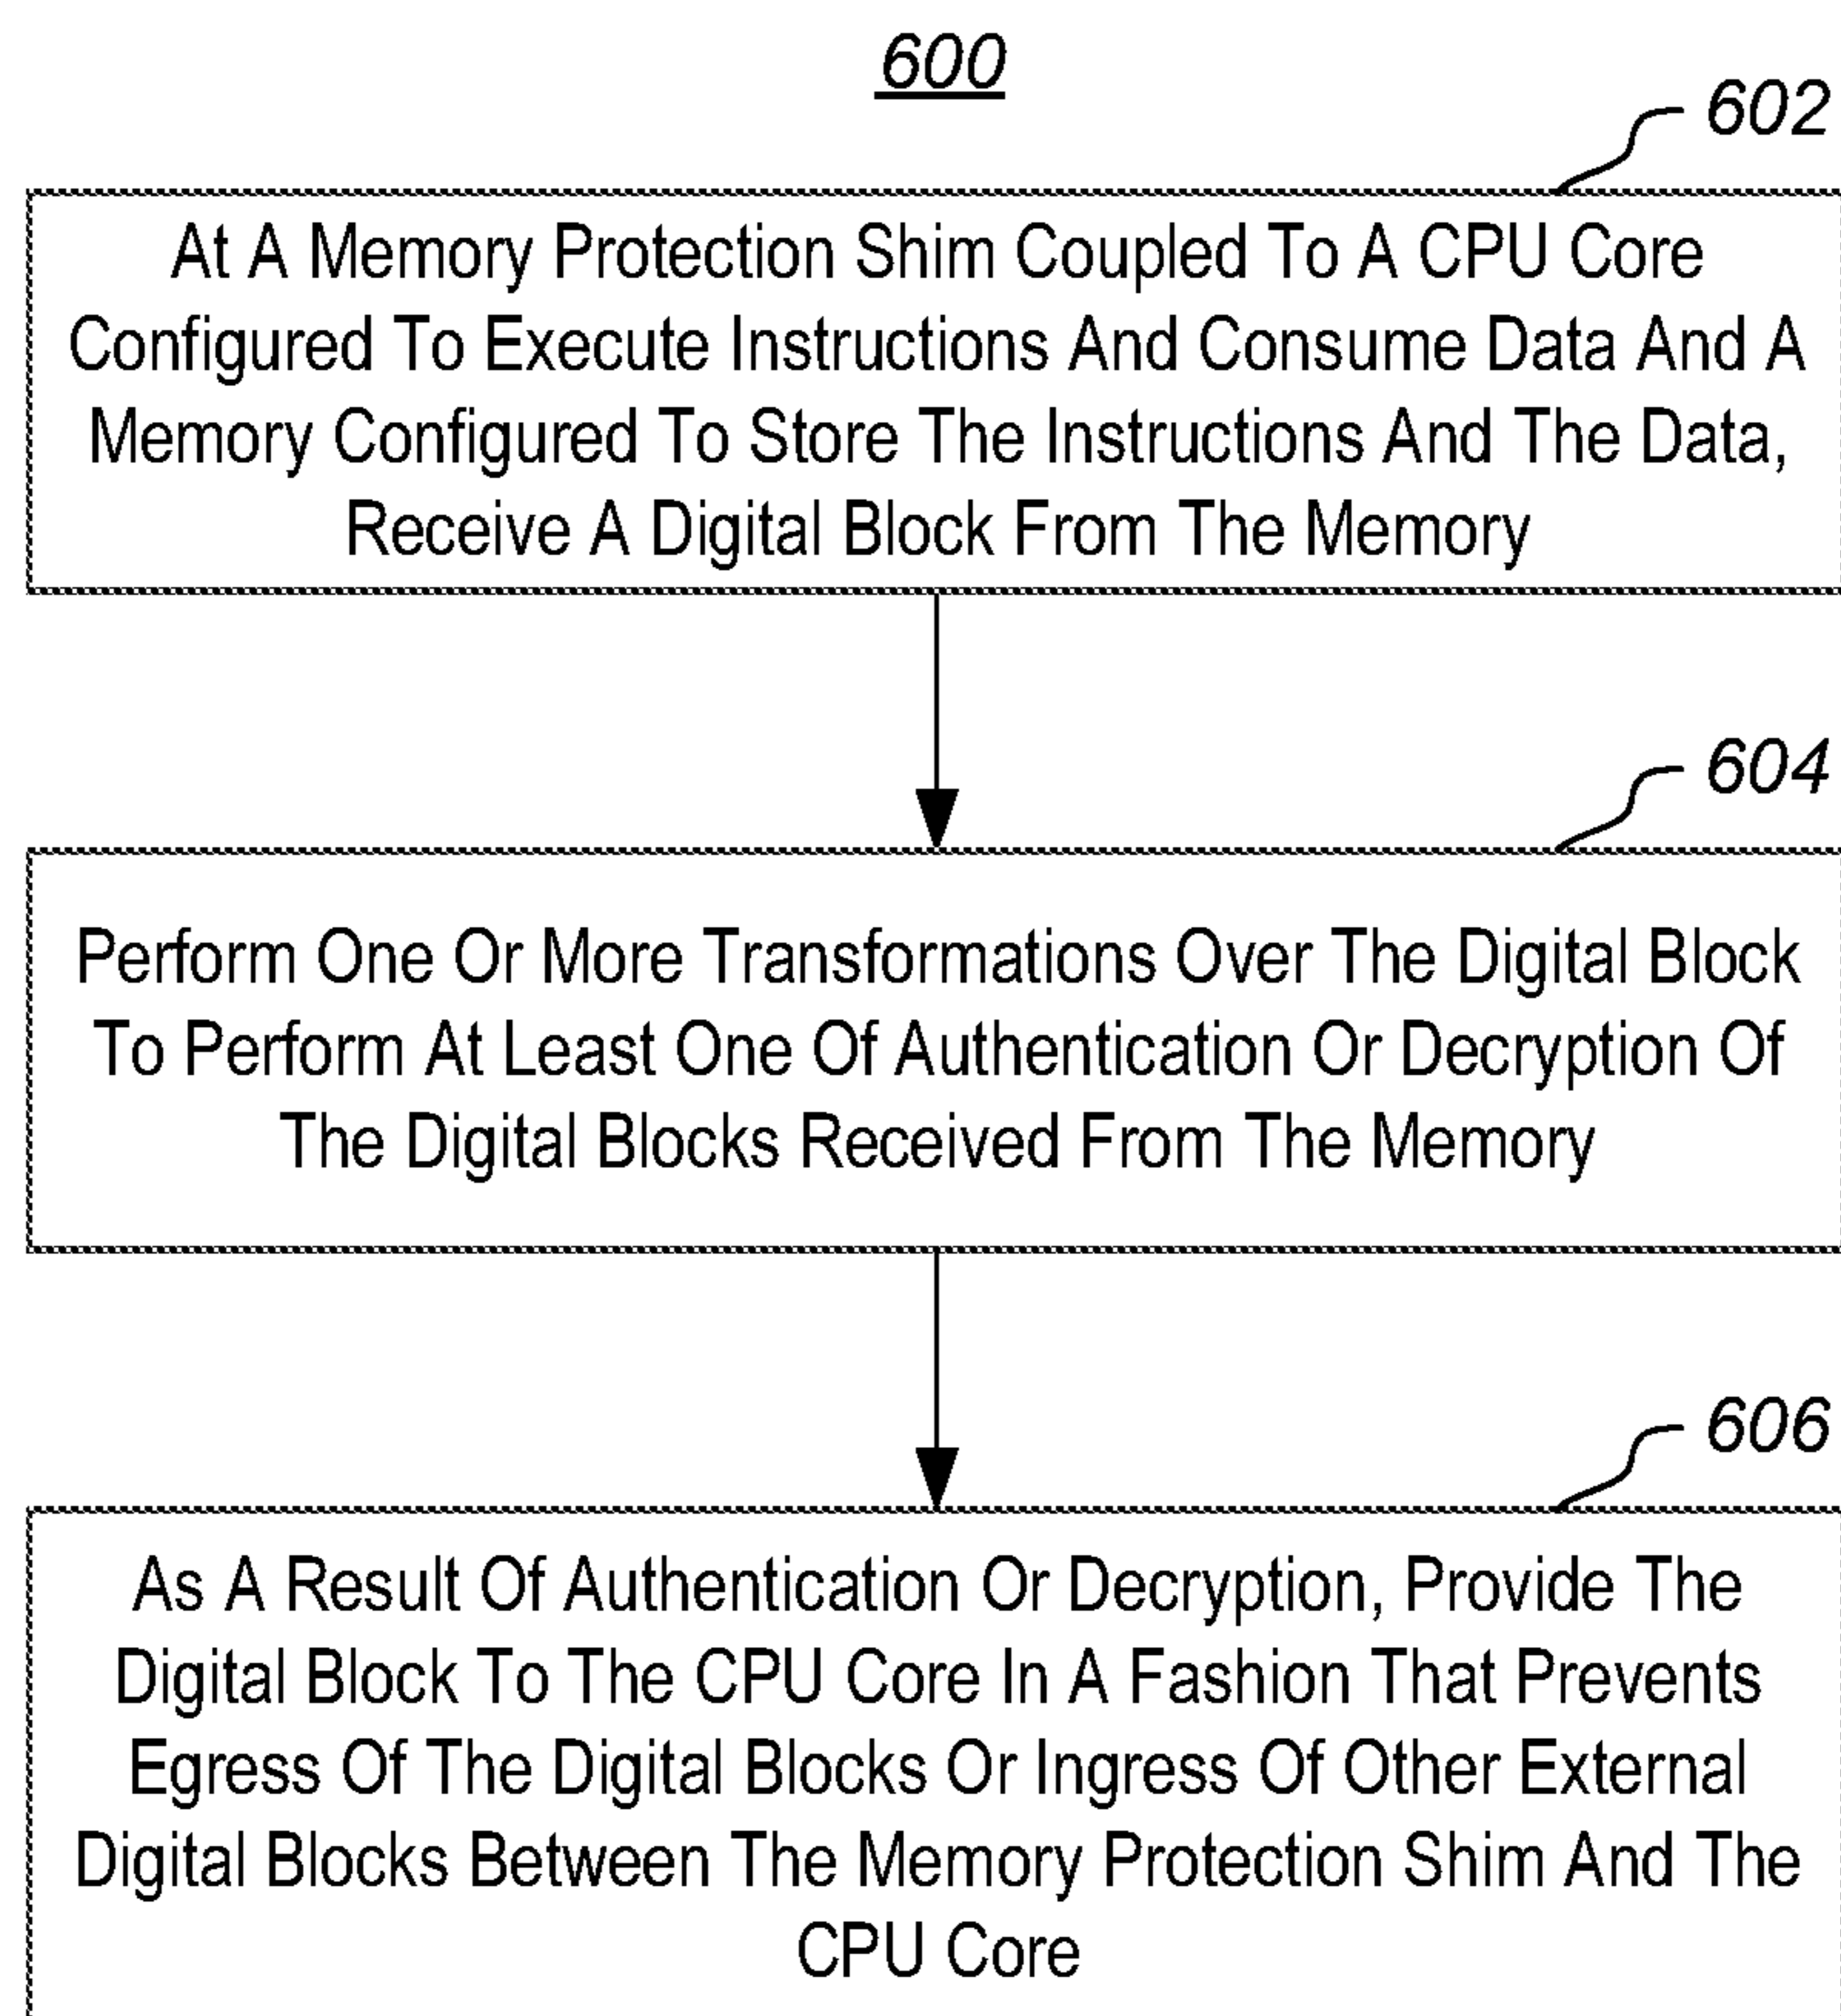 600
602
At A Memory Protection Shim Coupled To A CPU Core
Configured To Execute Instructions And Consume Data And A
Memory Configured To Store The Instructions And The Data,
Receive A Digital Block From The Memory
604
Perform One Or More Transformations Over The Digital Block
To Perform At Least One Of Authentication Or Decryption Of
The Digital Blocks Received From The Memory
606
As A Result Of Authentication Or Decryption, Provide The
Digital Block To The CPU Core In A Fashion That Prevents
Egress Of The Digital Blocks Or Ingress Of Other External
Digital Blocks Between The Memory Protection Shim And The
CPU Core